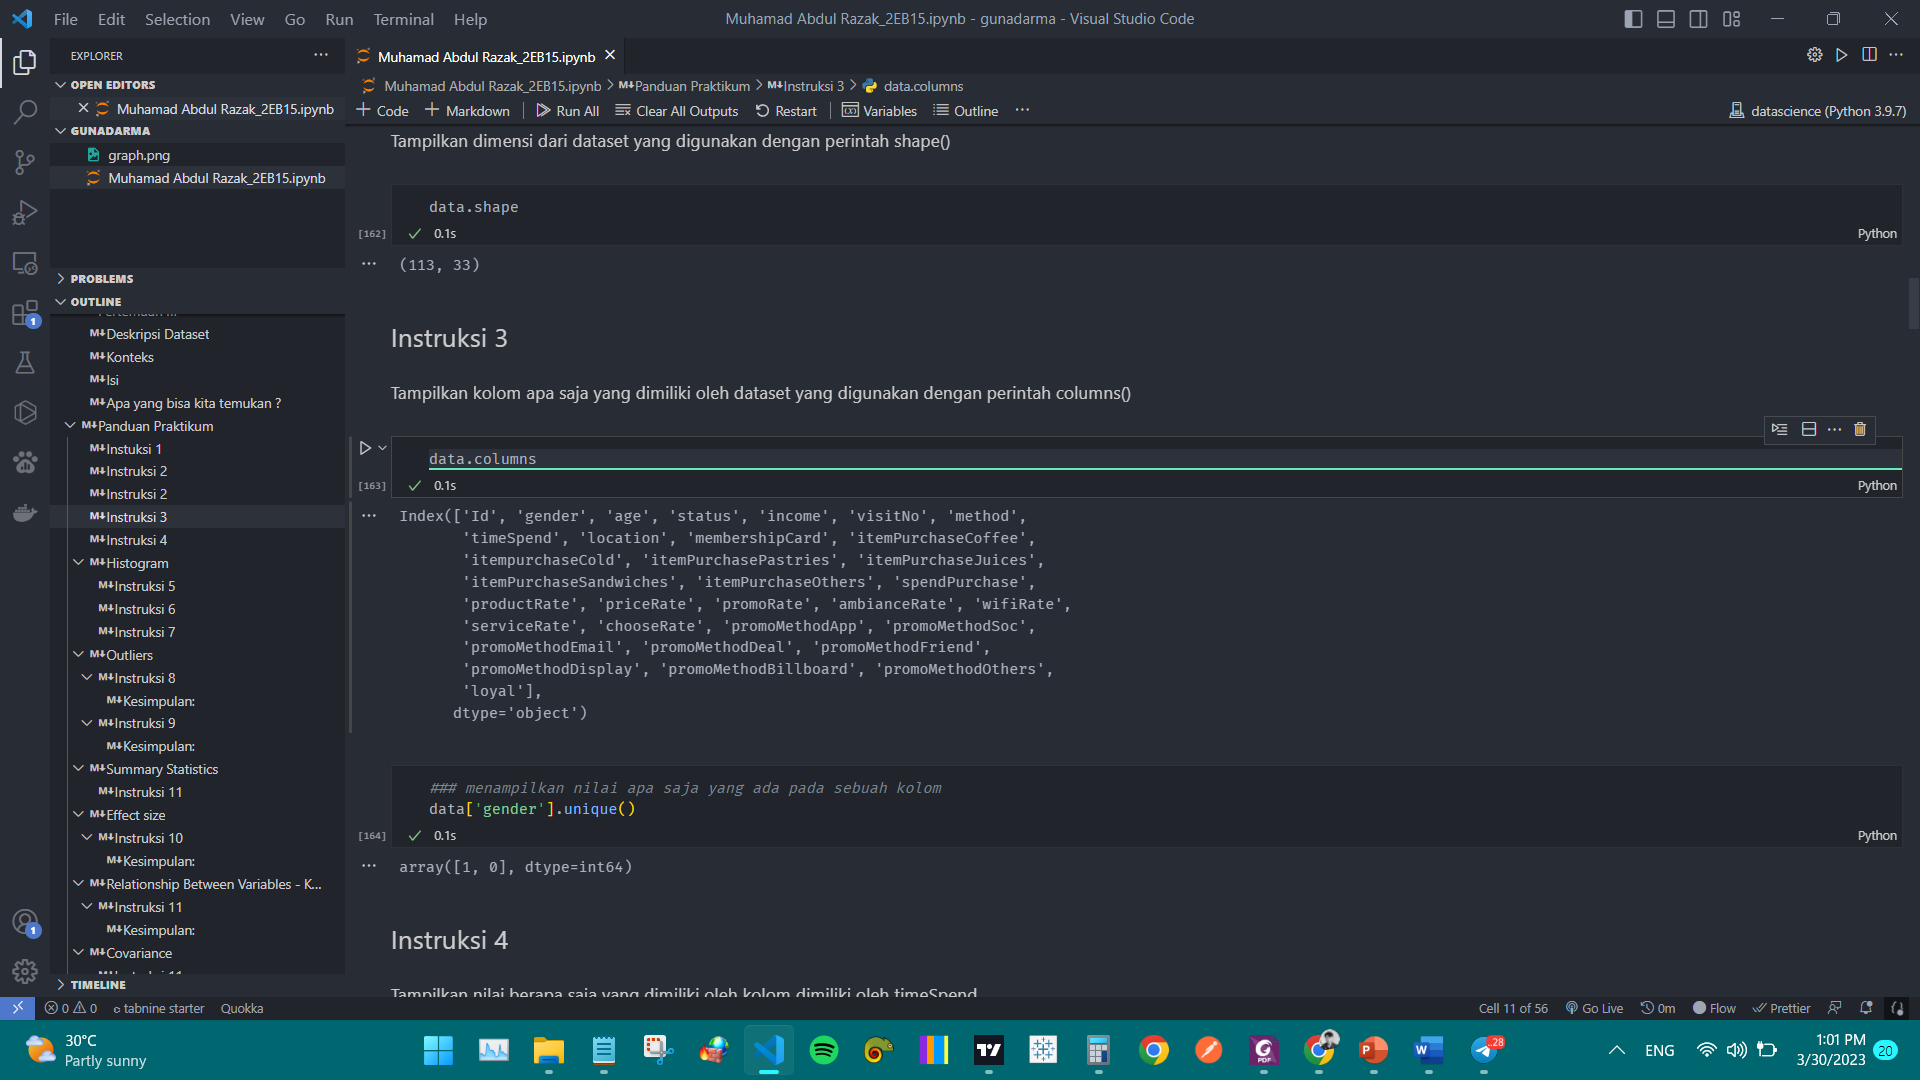 File Edit Selection View Go Run Terminal Help
Muhamad Abdul Razak_2EB15.ipynb - gunadarma - Visual Studio Code
EXPLORER
OPEN EDITORS
Muhamad Abdul Razak_2EB15.ipynb
GUNADARMA
graph.png
Muhamad Abdul Razak_2EB15.ipynb
PROBLEMS
OUTLINE
Deskripsi Dataset
Konteks
Isi
Apa yang bisa kita temukan ?
Panduan Praktikum
Instuksi 1
Instruksi 2
Instruksi 2
Instruksi 3
Instruksi 4
Histogram
Instruksi 5
Instruksi 6
Instruksi 7
Outliers
Instruksi 8
Kesimpulan:
Instruksi 9
Kesimpulan:
Summary Statistics
Instruksi 11
Effect size
Instruksi 10
Kesimpulan:
Relationship Between Variables - K...
Instruksi 11
Kesimpulan:
Covariance
TIMELINE
Muhamad Abdul Razak_2EB15.ipynb
Muhamad Abdul Razak_2EB15.ipynb > Panduan Praktikum > Instruksi 3 > data.columns
Code Markdown Run All Clear All Outputs Restart Variables Outline ...
datascience (Python 3.9.7)
Tampilkan dimensi dari dataset yang digunakan dengan perintah shape()
data.shape
[162] 0.1s Python
(113, 33)
Instruksi 3
Tampilkan kolom apa saja yang dimiliki oleh dataset yang digunakan dengan perintah columns()
data.columns
[163] 0.1s Python
Index(['Id', 'gender', 'age', 'status', 'income', 'visitNo', 'method',
'timeSpend', 'location', 'membershipCard', 'itemPurchaseCoffee',
'itempurchaseCold', 'itemPurchasePastries', 'itemPurchaseJuices',
'itemPurchaseSandwiches', 'itemPurchaseOthers', 'spendPurchase',
'productRate', 'priceRate', 'promoRate', 'ambianceRate', 'wifiRate',
'serviceRate', 'chooseRate', 'promoMethodApp', 'promoMethodSoc',
'promoMethodEmail', 'promoMethodDeal', 'promoMethodFriend',
'promoMethodDisplay', 'promoMethodBillboard', 'promoMethodOthers',
'loyal'],
dtype='object')
### menampilkan nilai apa saja yang ada pada sebuah kolom
data['gender'].unique()
[164] 0.1s Python
array([1, 0], dtype=int64)
Instruksi 4
Tampilkan nilai berapa saja yang dimiliki oleh kolom dimiliki oleh timeSpend
0 0 tabnine starter Quokka
Cell 11 of 56 Go Live 0m Flow Prettier
30°C
Partly sunny
ENG
1:01 PM
3/30/2023
20